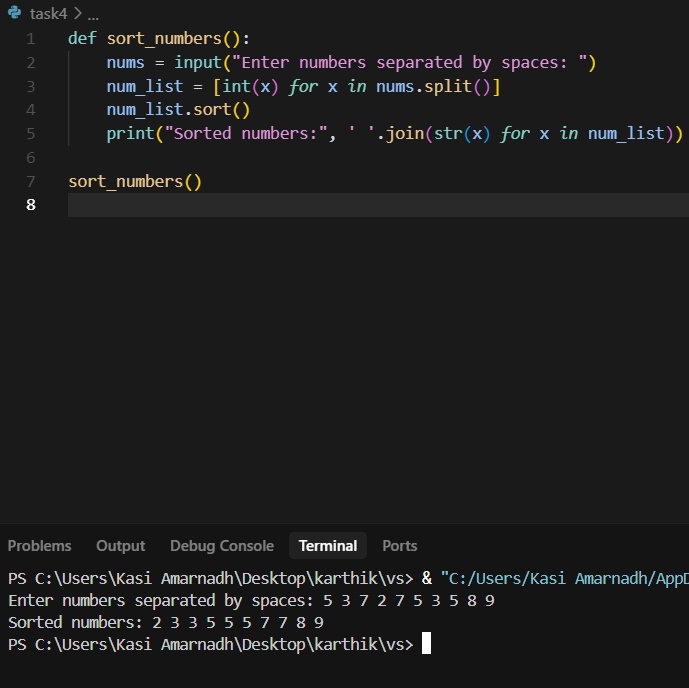 task4 > ...
1 def sort_numbers():
2     nums = input("Enter numbers separated by spaces: ")
3     num_list = [int(x) for x in nums.split()]
4     num_list.sort()
5     print("Sorted numbers:", ' '.join(str(x) for x in num_list))
6
7 sort_numbers()
8
Problems Output Debug Console Terminal Ports
PS C:\Users\Kasi Amarnadh\Desktop\karthik\vs> & "C:/Users/Kasi Amarnadh/AppD
Enter numbers separated by spaces: 5 3 7 2 7 5 3 5 8 9
Sorted numbers: 2 3 3 5 5 5 7 7 8 9
PS C:\Users\Kasi Amarnadh\Desktop\karthik\vs>